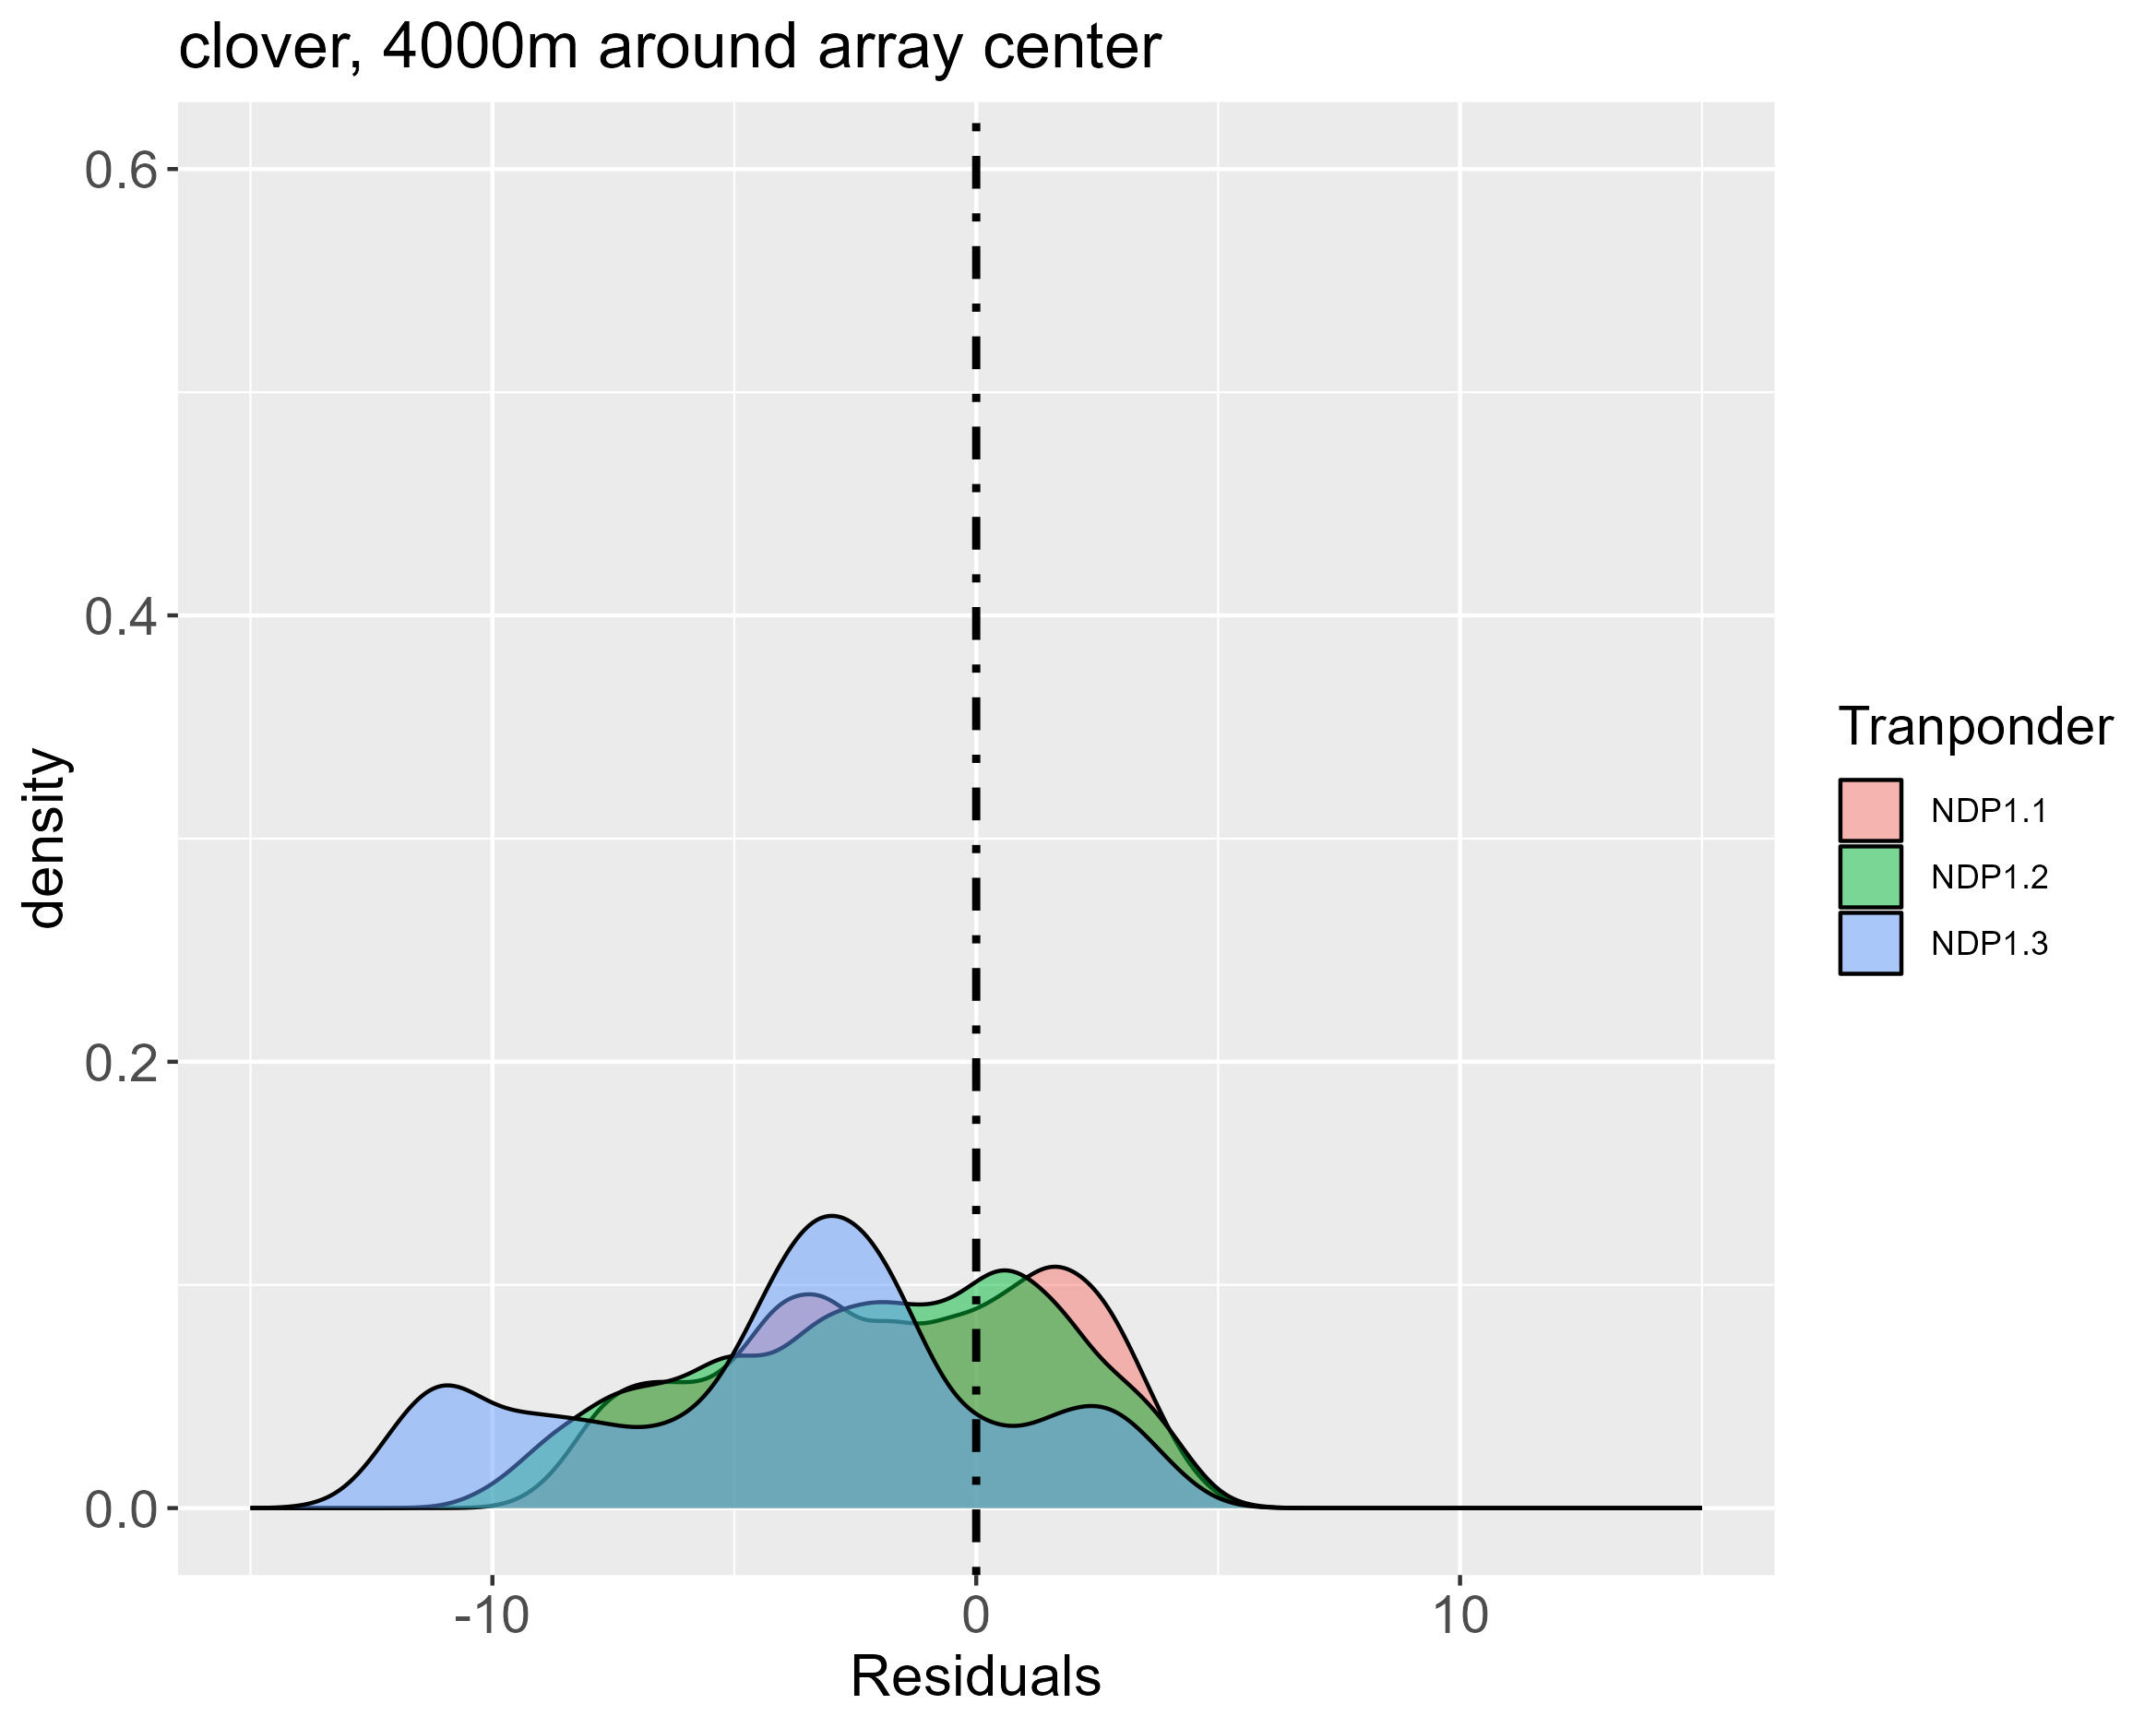 clover, 4000m around array center
0.6
0.4
0.2
0.0
density
-10
0
10
Residuals
Tranponder
NDP1.1
NDP1.2
NDP1.3